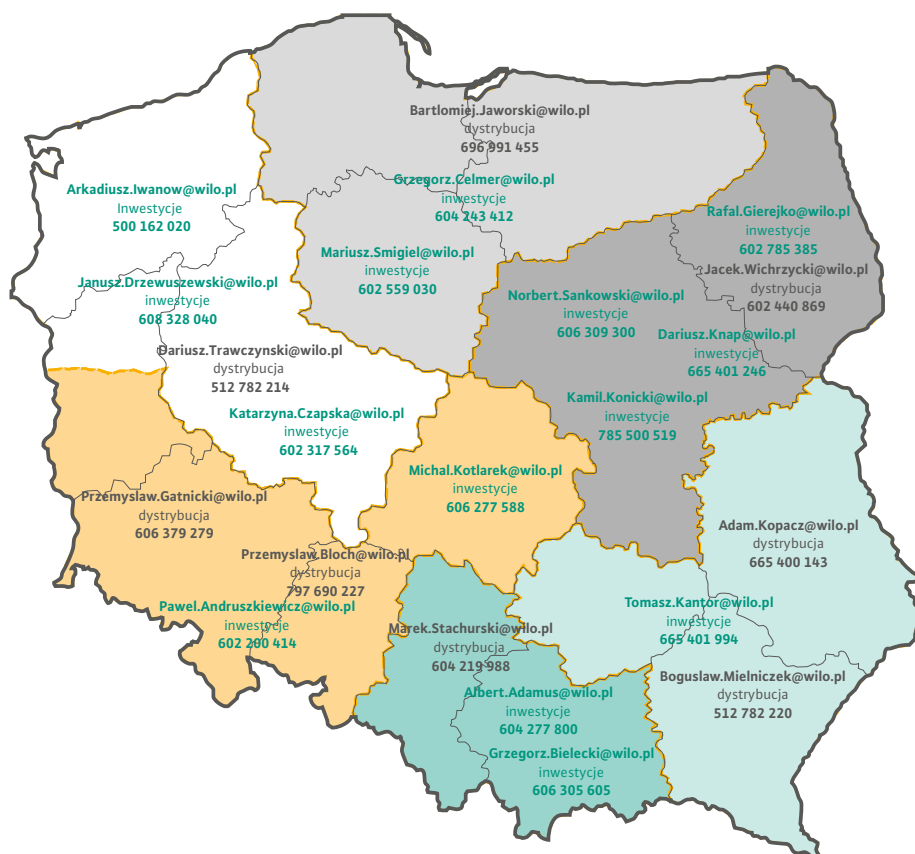 Bartlomiej.Jaworski@wilo.pl
dystrybucja
696 991 455
Arkadiusz.Iwanow@wilo.pl
Inwestycje
500 162 020
Grzegorz.Celmer@wilo.pl
inwestycje
604 243 412
Rafal.Gierejko@wilo.pl
inwestycje
602 785 385
Mariusz.Smigiel@wilo.pl
inwestycje
602 559 030
Jacek.Wichrzycki@wilo.pl
dystrybucja
602 440 869
Janusz.Drzewuszewski@wilo.pl
inwestycje
608 328 040
Norbert.Sankowski@wilo.pl
inwestycje
606 309 300
Dariusz.Knap@wilo.pl
inwestycje
665 401 246
Dariusz.Trawczynski@wilo.pl
dystrybucja
512 782 214
Katarzyna.Czapska@wilo.pl
inwestycje
602 317 564
Kamil.Konicki@wilo.pl
inwestycje
785 500 519
Michal.Kotlarek@wilo.pl
inwestycje
606 277 588
Przemyslaw.Gatnicki@wilo.pl
dystrybucja
606 379 279
Adam.Kopacz@wilo.pl
dystrybucja
665 400 143
Przemyslaw.Bloch@wilo.pl
dystrybucja
797 690 227
Pawel.Andruszkiewicz@wilo.pl
inwestycje
602 200 414
Tomasz.Kantor@wilo.pl
inwestycje
665 401 994
Marek.Stachurski@wilo.pl
dystrybucja
604 219 988
Boguslaw.Mielniczek@wilo.pl
dystrybucja
512 782 220
Albert.Adamus@wilo.pl
inwestycje
604 277 800
Grzegorz.Bielecki@wilo.pl
inwestycje
606 305 605